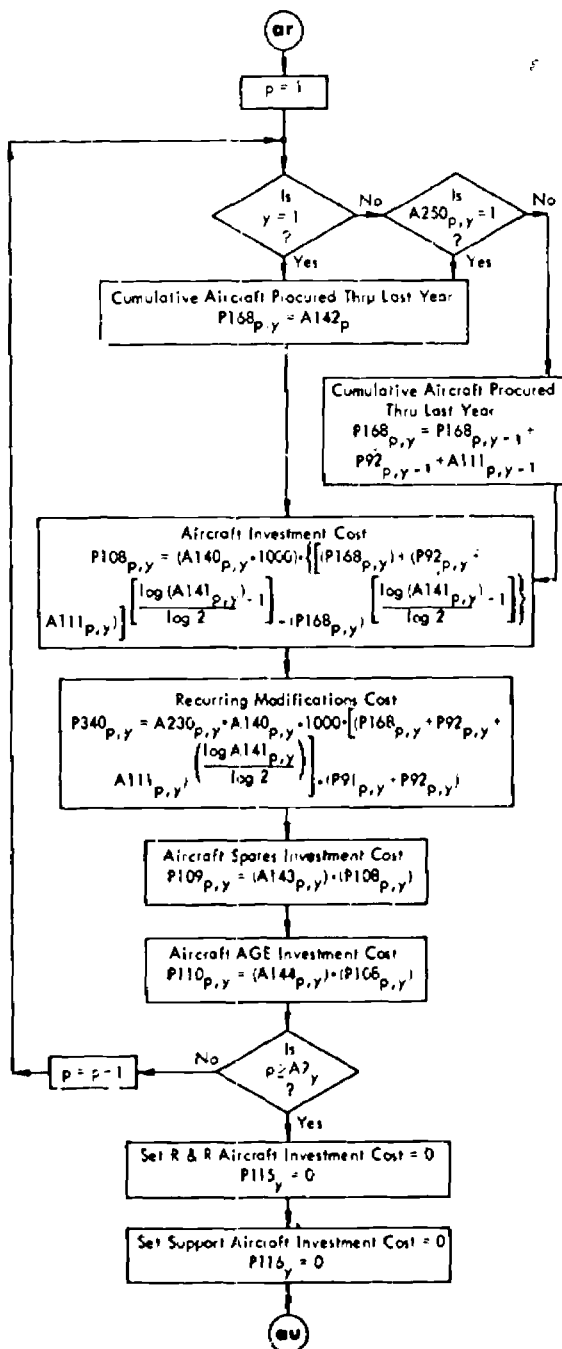 ar
p = 1
Is
y = 1
?
No
Yes
Is
A250p,y = 1
?
No
Yes
Cumulative Aircraft Procured Thru Last Year
P168p,y = A142p
Cumulative Aircraft Procured
Thru Last Year
P168p,y = P168p,y-1 +
P92p,y-1 + A111p,y-1
Aircraft Investment Cost
P108p,y = (A140p,y • 1000) • {[(P168p,y) + (P92p,y +
A111p,y)] [log (A141p,y) / log 2 - 1] - (P168p,y) [log (A141p,y) / log 2 - 1]}
Recurring Modifications Cost
P340p,y = A230p,y • A140p,y • 1000 • [(P168p,y + P92p,y +
A111p,y) (log A141p,y / log 2)] • (P91p,y + P92p,y)
Aircraft Spares Investment Cost
P109p,y = (A143p,y) • (P108p,y)
Aircraft AGE Investment Cost
P110p,y = (A144p,y) • (P108p,y)
Is
p ≥ A2y
?
No
p = p-1
Yes
Set R & R Aircraft Investment Cost = 0
P115y = 0
Set Support Aircraft Investment Cost = 0
P116y = 0
au